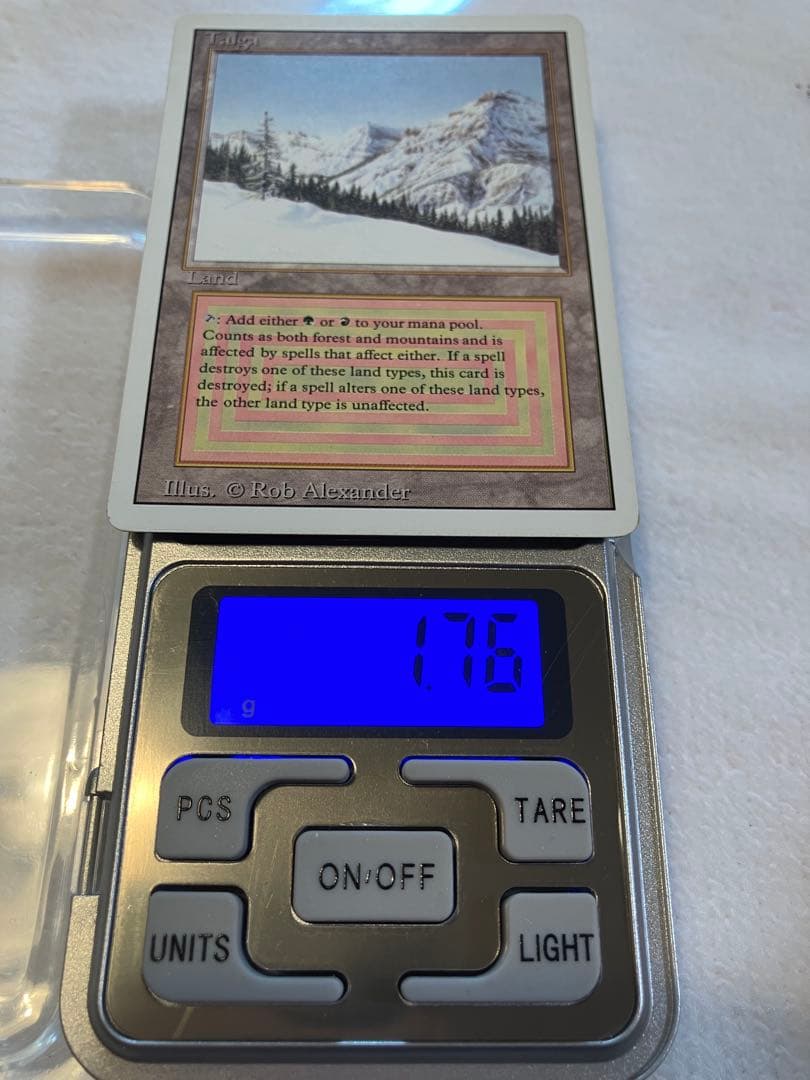 Taiga
Land
: Add either or to your mana pool.
Counts as both forest and mountains and is
affected by spells that affect either. If a spell
destroys one of these land types, this card is
destroyed; if a spell alters one of these land types,
the other land type is unaffected.
Illus. © Rob Alexander
1.76
g
PCS
TARE
ON/OFF
UNITS
LIGHT